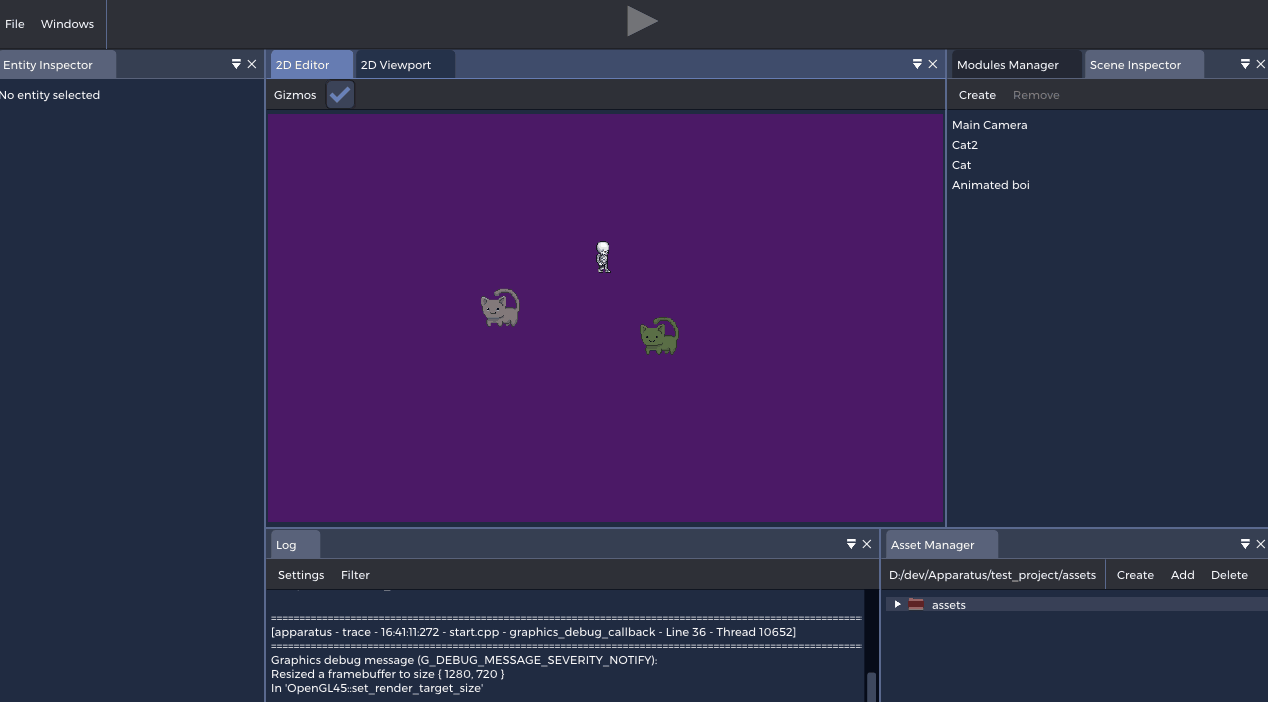 File Windows
Entity Inspector
No entity selected
2D Editor 2D Viewport
Gizmos
Modules Manager Scene Inspector
Create Remove
Main Camera
Cat2
Cat
Animated boi
Log
Settings Filter
================================================================================
[apparatus - trace - 16:41:11:272 - start.cpp - graphics_debug_callback - Line 36 - Thread 10652]
================================================================================
Graphics debug message (G_DEBUG_MESSAGE_SEVERITY_NOTIFY):
Resized a framebuffer to size { 1280, 720 }
In 'OpenGL45::set_render_target_size'
Asset Manager
D:/dev/Apparatus/test_project/assets Create Add Delete
assets